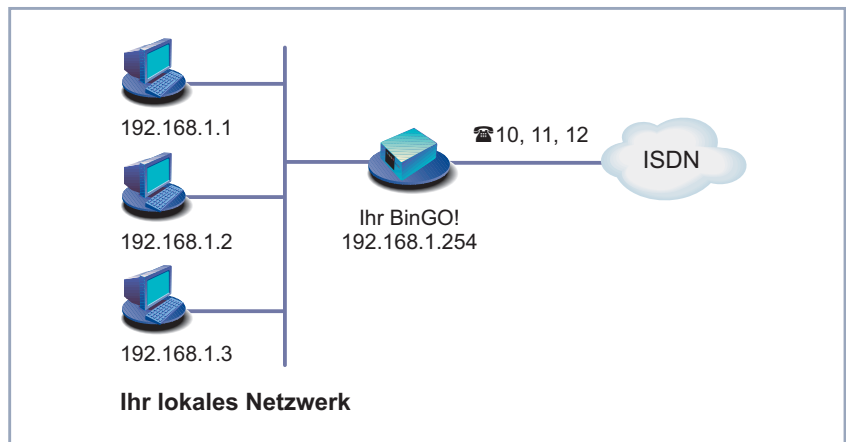 192.168.1.1
192.168.1.2
192.168.1.3
Ihr BinGO!
192.168.1.254
☎10, 11, 12
ISDN
Ihr lokales Netzwerk